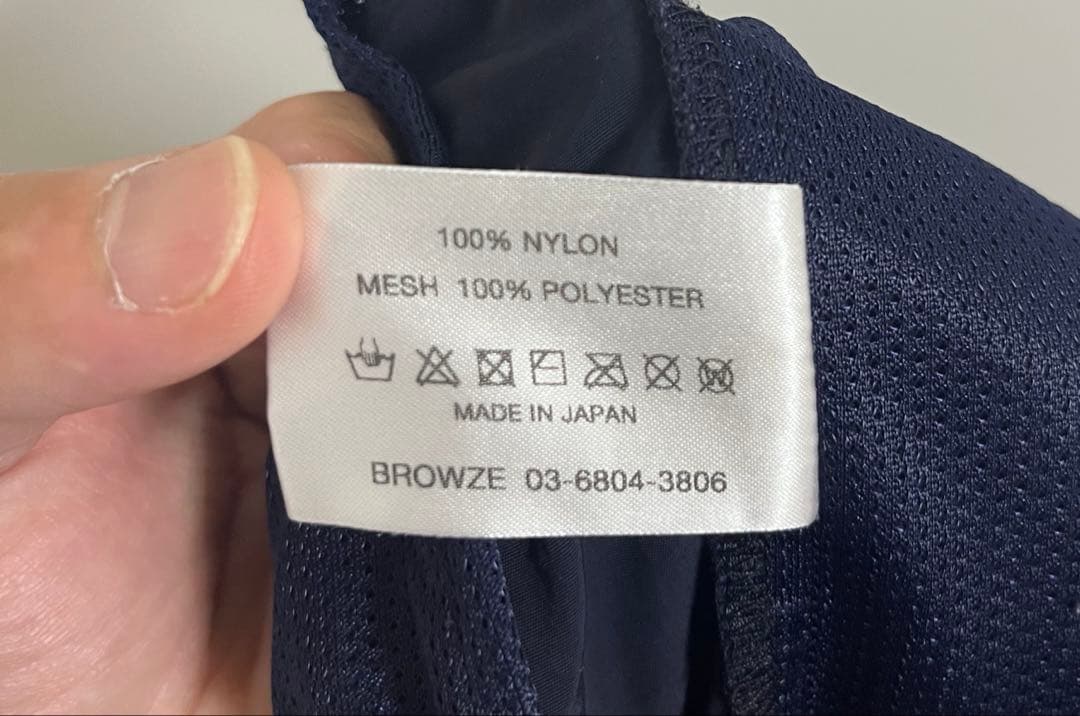 100% NYLON
MESH 100% POLYESTER
MADE IN JAPAN
BROWZE 03-6804-3806